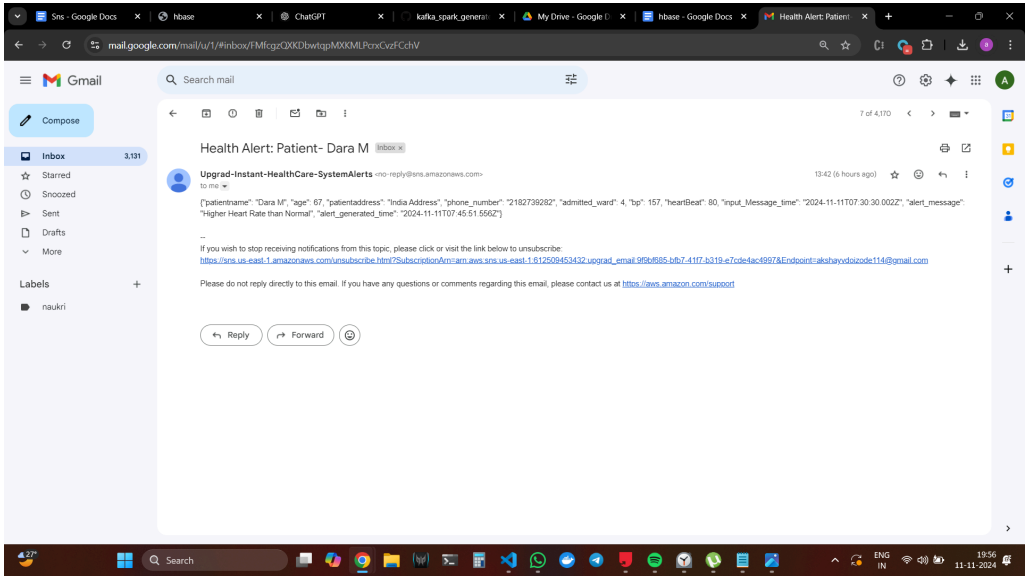 Sns - Google Docs
hbase
ChatGPT
kafka_spark_generat
My Drive - Google D
hbase - Google Docs
Health Alert: Patient-
mail.google.com/mail/u/1/#inbox/FMfcgzQXKDbwtqpMXKMLPcrxCvzFCchV
Gmail
Search mail
A
Compose
7 of 4,170
Inbox 3,131
Starred
Snoozed
Sent
Drafts
More
Labels
naukri
Health Alert: Patient- Dara M Inbox x
Upgrad-Instant-HealthCare-SystemAlerts <no-reply@sns.amazonaws.com>
13:42 (6 hours ago)
to me
{"patientname": "Dara M", "age": 67, "patientaddress": "India Address", "phone_number": "2182739282", "admitted_ward": 4, "bp": 157, "heartBeat": 80, "input_Message_time": "2024-11-11T07:30:30.002Z", "alert_message":
"Higher Heart Rate than Normal", "alert_generated_time": "2024-11-11T07:45:51.556Z"}
--
If you wish to stop receiving notifications from this topic, please click or visit the link below to unsubscribe:
https://sns.us-east-1.amazonaws.com/unsubscribe.html?SubscriptionArn=arn:aws:sns:us-east-1:612509453432:upgrad_email:9f9bf685-bfb7-41f7-b319-e7cde4ac4997&Endpoint=akshayvdoizode114@gmail.com
Please do not reply directly to this email. If you have any questions or comments regarding this email, please contact us at https://aws.amazon.com/support
Reply
Forward
27°
Search
ENG
IN
19:56
11-11-2024